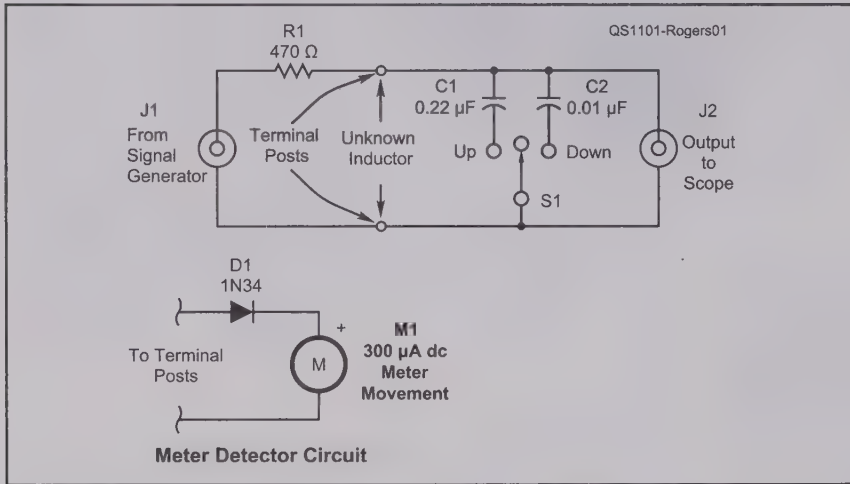 QS1101-Rogers01
R1
470 Ω
C1
0.22 µF
C2
0.01 µF
J1
From
Signal
Generator
Terminal
Posts
Unknown
Inductor
Up
Down
S1
J2
Output
to
Scope
D1
1N34
To Terminal
Posts
+
M
M1
300 µA dc
Meter
Movement
Meter Detector Circuit